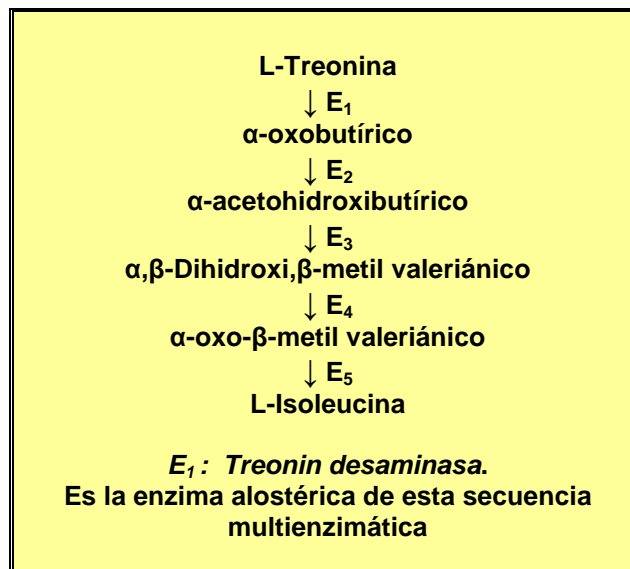 L-Treonina
↓ E₁
α-oxobutírico
↓ E₂
α-acetohidroxibutírico
↓ E₃
α,β-Dihidroxi,β-metil valeriánico
↓ E₄
α-oxo-β-metil valeriánico
↓ E₅
L-Isoleucina
E₁ : Treonin desaminasa.
Es la enzima alostérica de esta secuencia
multienzimática